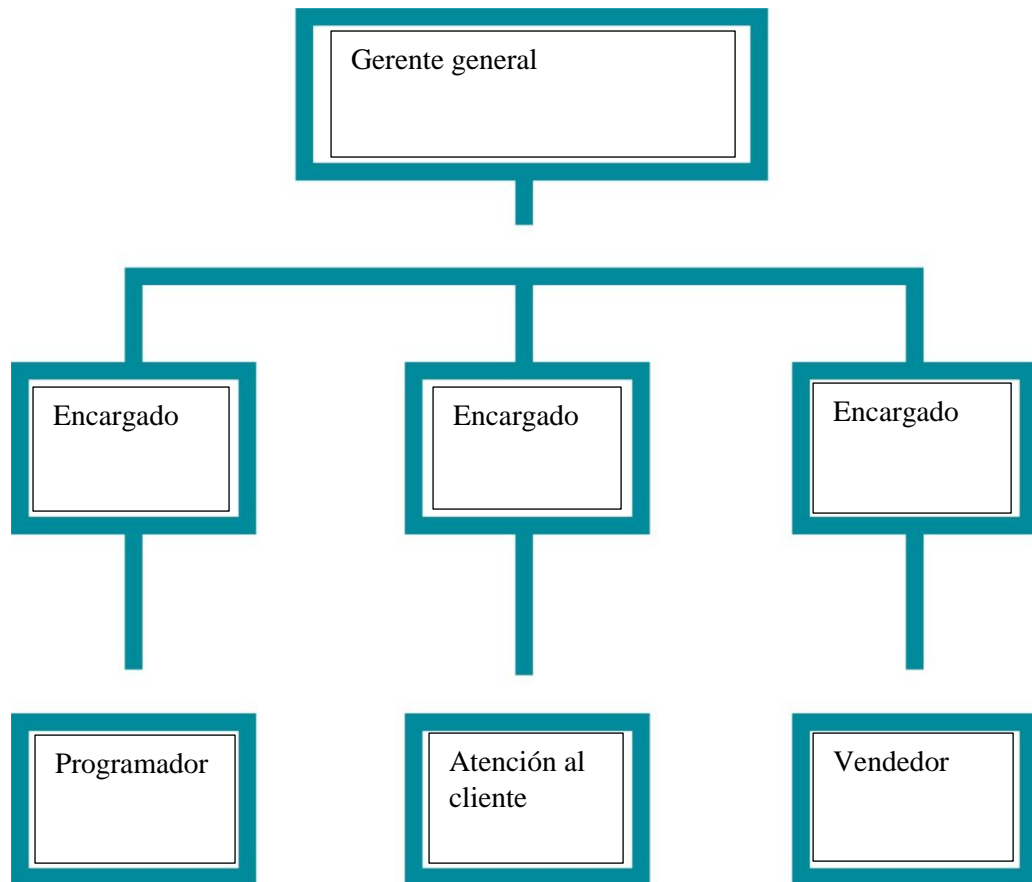 Gerente general
Encargado
Encargado
Encargado
Programador
Atención al
cliente
Vendedor